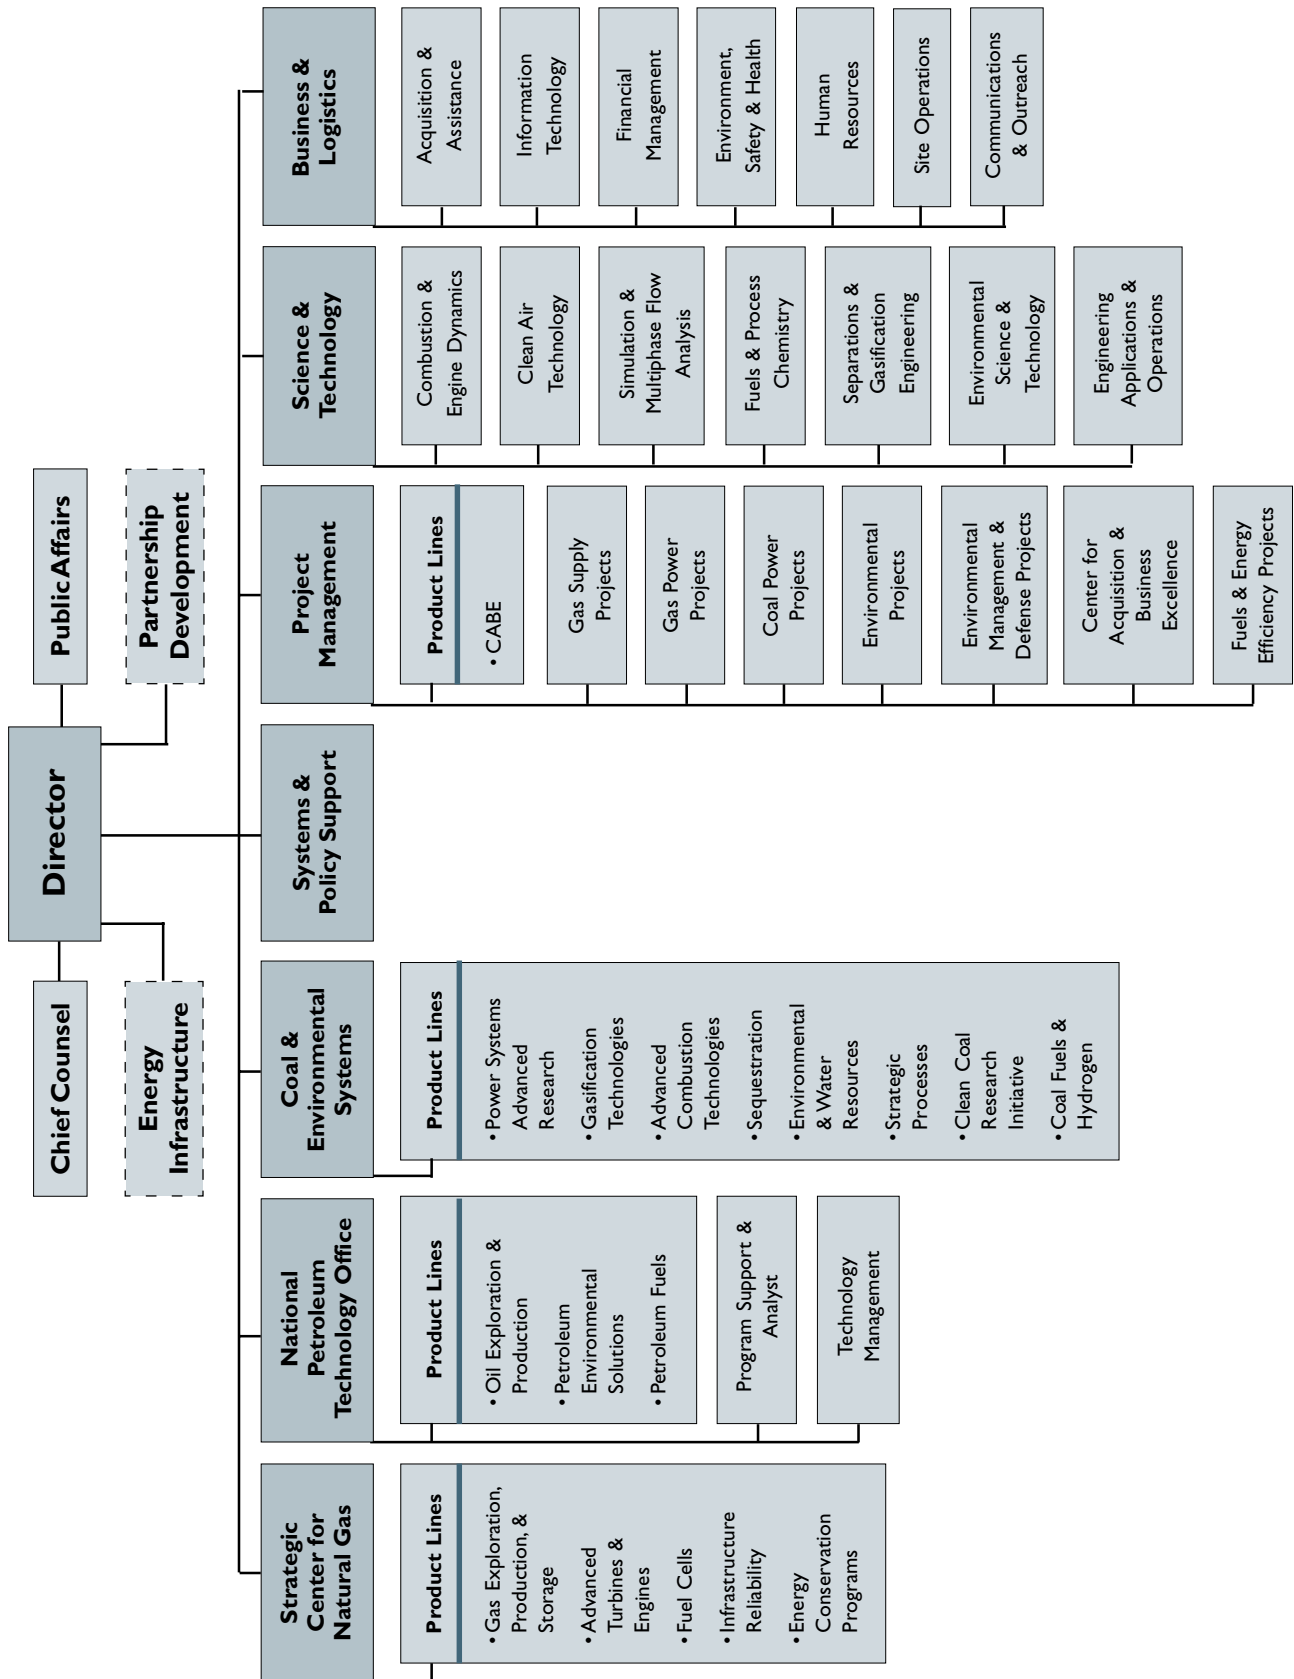 Director
Chief Counsel
Public Affairs
Energy
Infrastructure
Partnership
Development
Strategic
Center for
Natural Gas
Product Lines
• Gas Exploration,
Production, &
Storage
• Advanced
Turbines &
Engines
• Fuel Cells
• Infrastructure
Reliability
• Energy
Conservation
Programs
National
Petroleum
Technology Office
Product Lines
• Oil Exploration &
Production
• Petroleum
Environmental
Solutions
• Petroleum Fuels
Program Support &
Analyst
Technology
Management
Coal &
Environmental
Systems
Product Lines
• Power Systems
Advanced
Research
• Gasification
Technologies
• Advanced
Combustion
Technologies
• Sequestration
• Environmental
& Water
Resources
• Strategic
Processes
• Clean Coal
Research
Initiative
• Coal Fuels &
Hydrogen
Systems &
Policy Support
Project
Management
Product Lines
• CABE
Gas Supply
Projects
Gas Power
Projects
Coal Power
Projects
Environmental
Projects
Environmental
Management &
Defense Projects
Center for
Acquisition &
Business
Excellence
Fuels & Energy
Efficiency Projects
Science &
Technology
Combustion &
Engine Dynamics
Clean Air
Technology
Simulation &
Multiphase Flow
Analysis
Fuels & Process
Chemistry
Separations &
Gasification
Engineering
Environmental
Science &
Technology
Engineering
Applications &
Operations
Business &
Logistics
Acquisition &
Assistance
Information
Technology
Financial
Management
Environment,
Safety & Health
Human
Resources
Site Operations
Communications
& Outreach